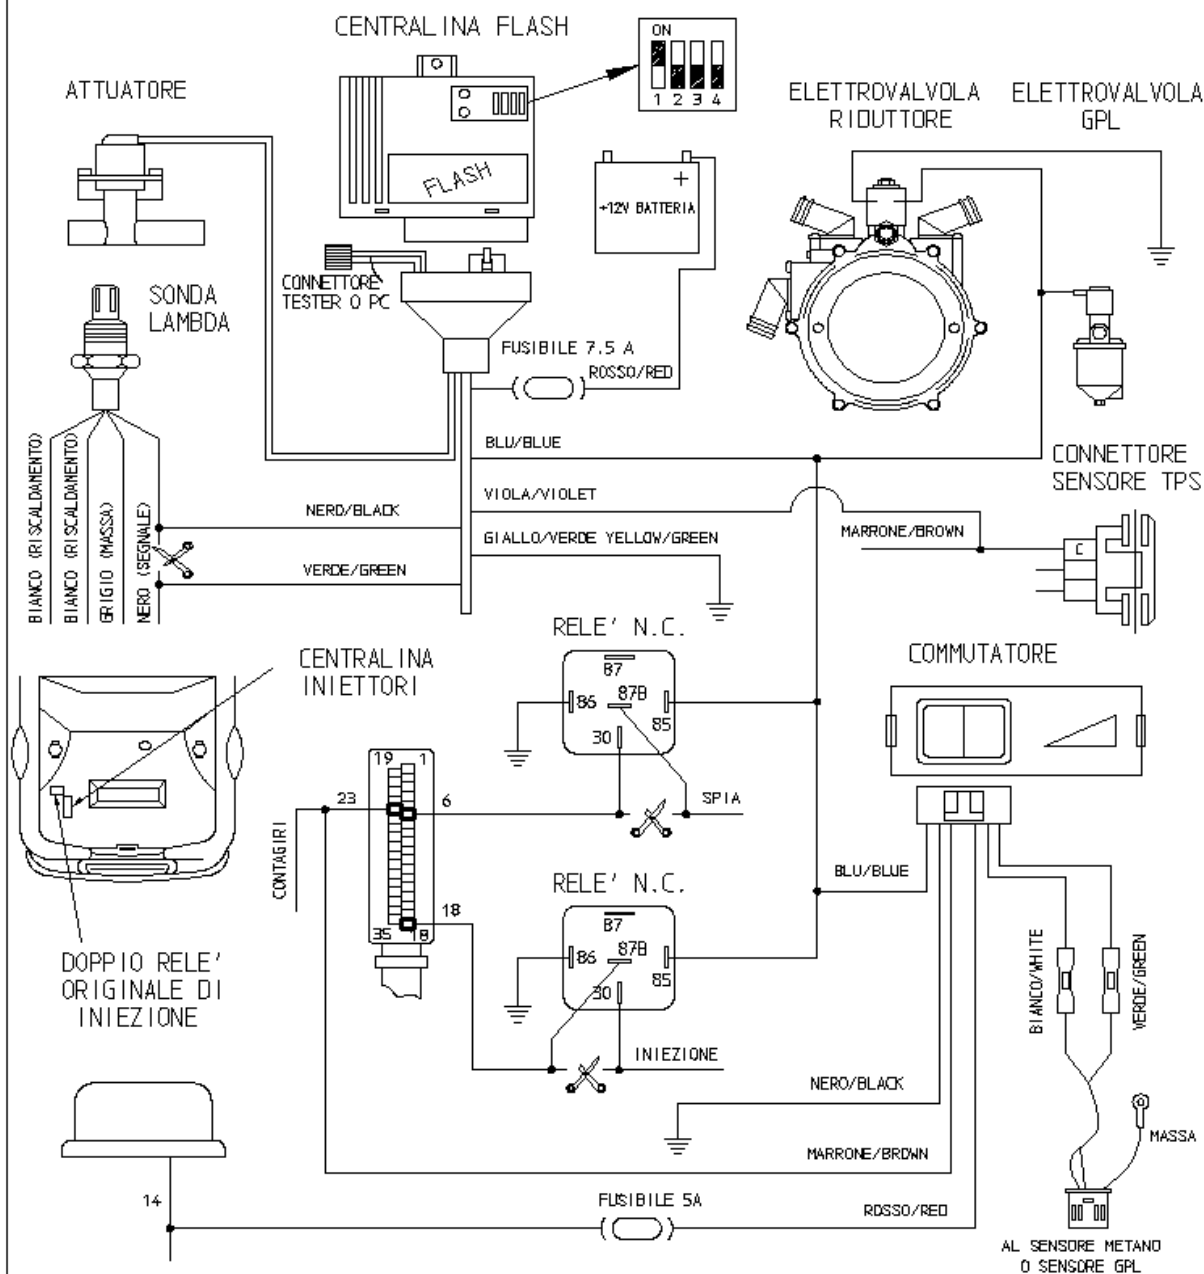 CENTRALINA FLASH
ON
1 2 3 4
ATTUATORE
ELETTROVALVOLA
RIDUTTORE
ELETTROVALVOLA
GPL
FLASH
+
+12V BATTERIA
CONNETTORE
TESTER O PC
SONDA
LAMBDA
FUSIBILE 7.5 A
ROSSO/RED
BLU/BLUE
CONNETTORE
SENSORE TPS
VIOLA/VIOLET
MARRONE/BROWN
C
NERO/BLACK
GIALLO/VERDE YELLOW/GREEN
VERDE/GREEN
BIANCO (RISCALDAMENTO)
BIANCO (RISCALDAMENTO)
GRIGIO (MASSA)
NERO (SEGNALE)
RELE' N.C.
87
87B
86
85
30
COMMUTATORE
CENTRALINA
INIETTORI
19
1
23
6
SPIA
CONTAGIRI
18
35
18
RELE' N.C.
87
87B
86
85
30
BLU/BLUE
INIEZIONE
DOPPIO RELE'
ORIGINALE DI
INIEZIONE
BIANCO/WHITE
VERDE/GREEN
NERO/BLACK
MASSA
MARRONE/BROWN
14
FUSIBILE 5A
ROSSO/RED
AL SENSORE METANO
O SENSORE GPL